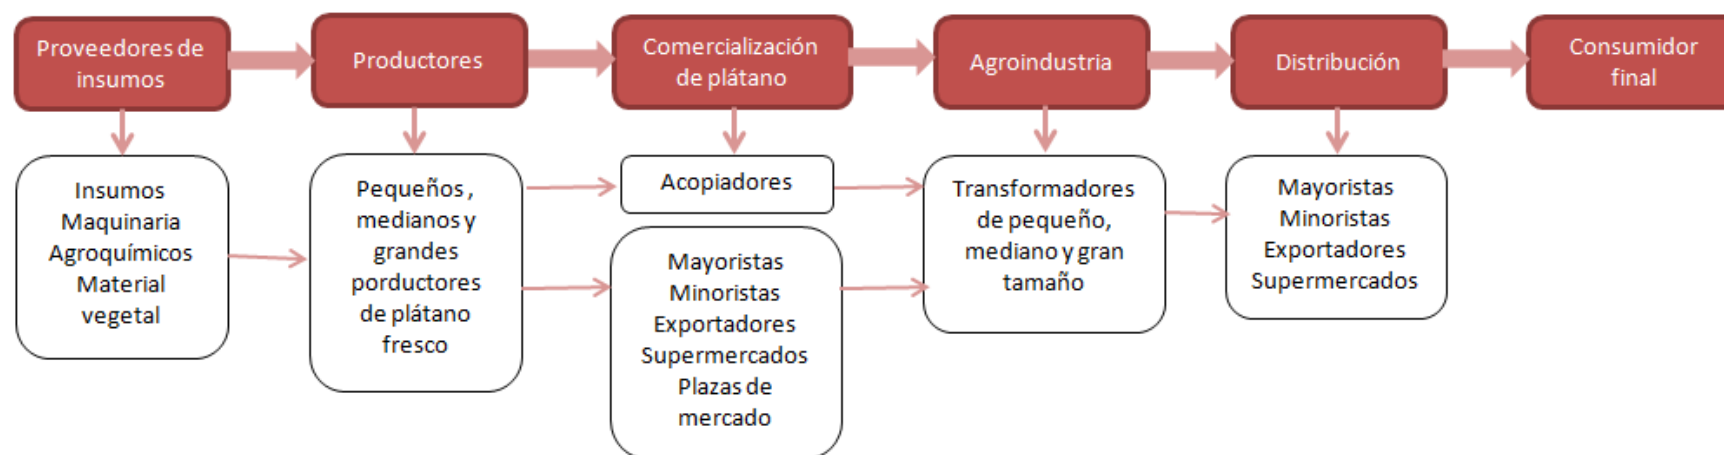 Proveedores de
insumos
Productores
Comercialización
de plátano
Agroindustria
Distribución
Consumidor
final
Insumos
Maquinaria
Agroquímicos
Material
vegetal
Pequeños ,
medianos y
grandes
porductores
de plátano
fresco
Acopiadores
Mayoristas
Minoristas
Exportadores
Supermercados
Plazas de
mercado
Transformadores
de pequeño,
mediano y gran
tamaño
Mayoristas
Minoristas
Exportadores
Supermercados